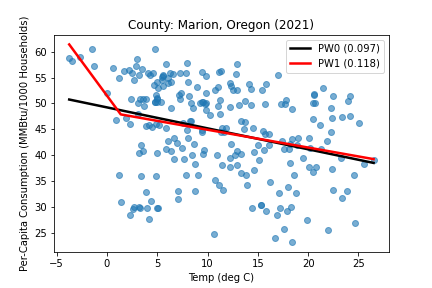 County: Marion, Oregon (2021)
PW0 (0.097)
PW1 (0.118)
Per-Capita Consumption (MMBtu/1000 Households)
60
55
50
45
40
35
30
25
−5 0 5 10 15 20 25
Temp (deg C)